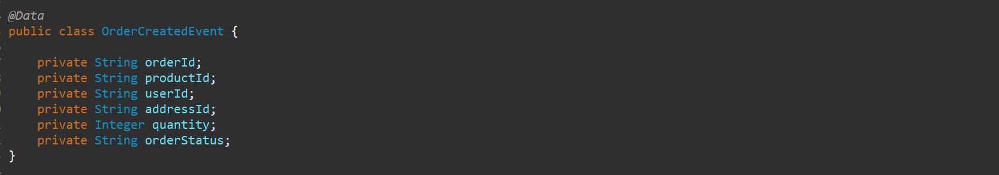 @Data
public class OrderCreatedEvent {
private String orderId;
private String productId;
private String userId;
private String addressId;
private Integer quantity;
private String orderStatus;
}